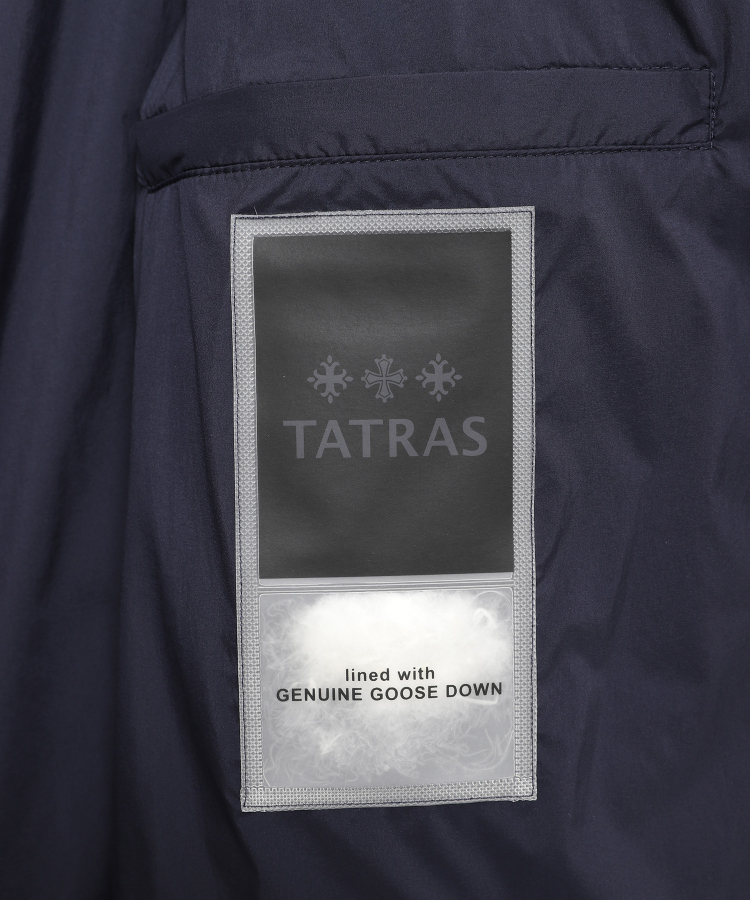 TATRAS
lined with
GENUINE GOOSE DOWN